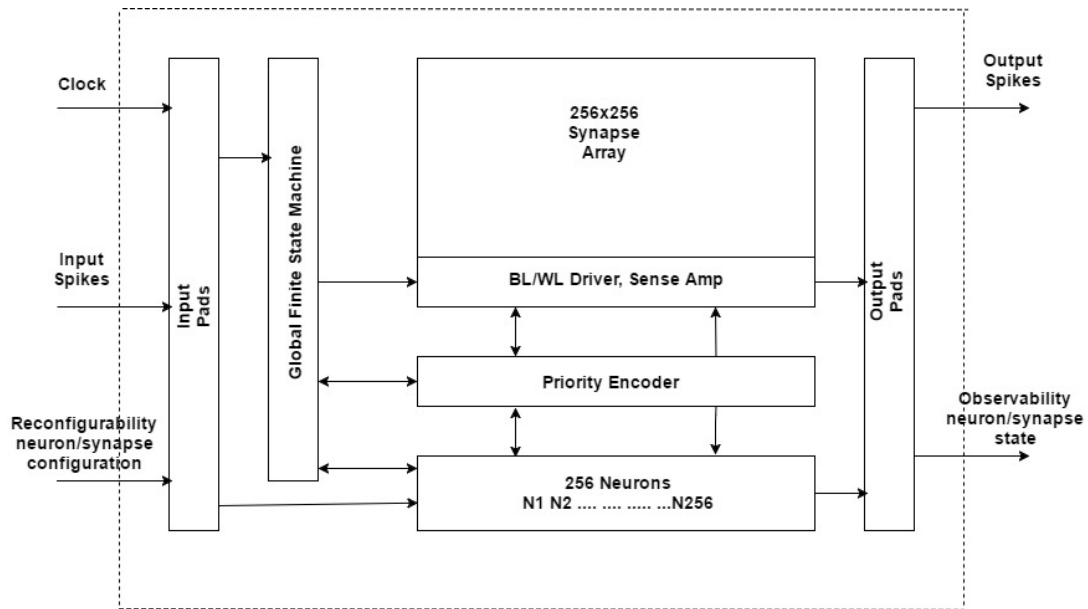 Clock
Input
Spikes
Reconfigurability
neuron/synapse
configuration
Input
Pads
Global Finite State Machine
256x256
Synapse
Array
BL/WL Driver, Sense Amp
Priority Encoder
256 Neurons
N1 N2 .... .... ..... ...N256
Output
Pads
Output
Spikes
Observability
neuron/synapse
state